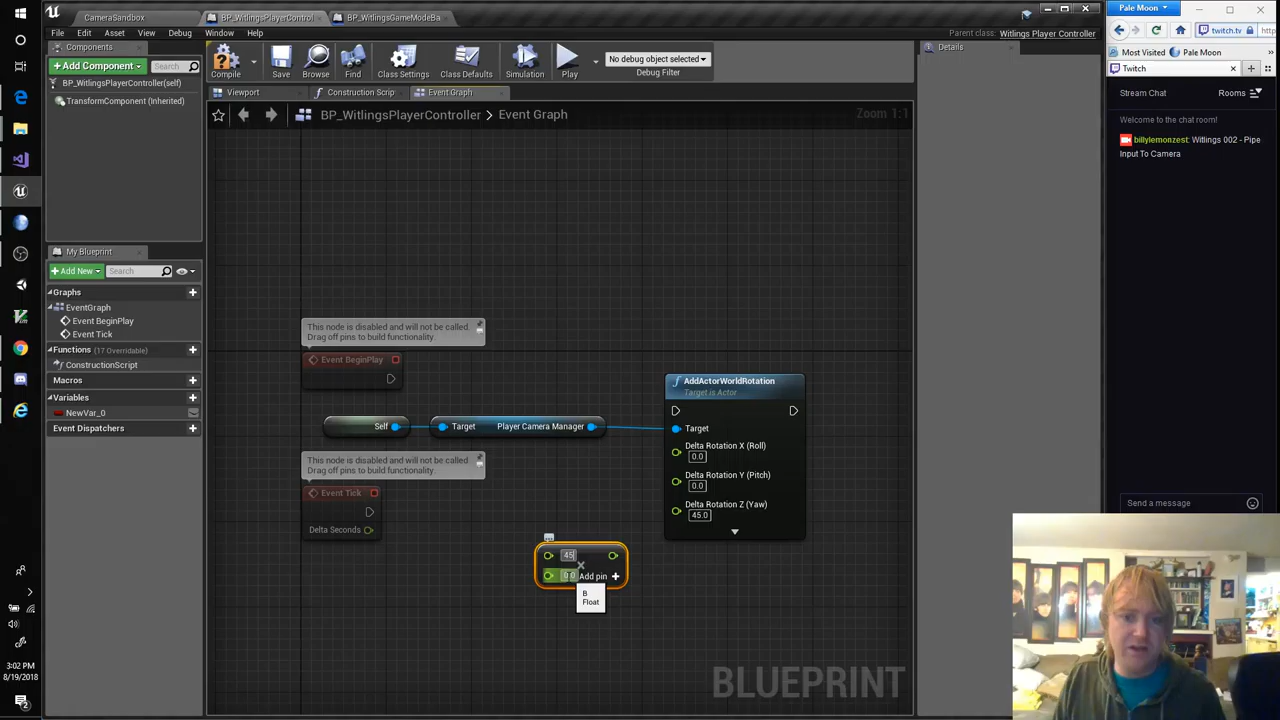 CameraSandbox
BP_WitlingsPlayerControl
BP_WitlingsGameModeBa
File Edit Asset View Debug Window Help
Parent class: Witlings Player Controller
Components
+ Add Component
Search
BP_WitlingsPlayerController(self)
TransformComponent (Inherited)
Compile
Save
Browse
Find
Class Settings
Class Defaults
Simulation
Play
No debug object selected
Debug Filter
Viewport
Construction Scrip
Event Graph
BP_WitlingsPlayerController > Event Graph
Zoom 1:1
Details
My Blueprint
+ Add New
Search
Graphs
EventGraph
Event BeginPlay
Event Tick
Functions (17 Overridable)
ConstructionScript
Macros
Variables
NewVar_0
Event Dispatchers
This node is disabled and will not be called.
Drag off pins to build functionality.
Event BeginPlay
Self
Target Player Camera Manager
This node is disabled and will not be called.
Drag off pins to build functionality.
Event Tick
Delta Seconds
AddActorWorldRotation
Target is Actor
Target
Delta Rotation X (Roll)
0.0
Delta Rotation Y (Pitch)
0.0
Delta Rotation Z (Yaw)
45.0
45
0.0 Add pin +
B
Float
BLUEPRINT
Pale Moon
twitch.tv
Most Visited
Pale Moon
Twitch
Stream Chat
Rooms
Welcome to the chat room!
billylemonzest: Witlings 002 - Pipe
Input To Camera
Send a message
3:02 PM
8/19/2018
2